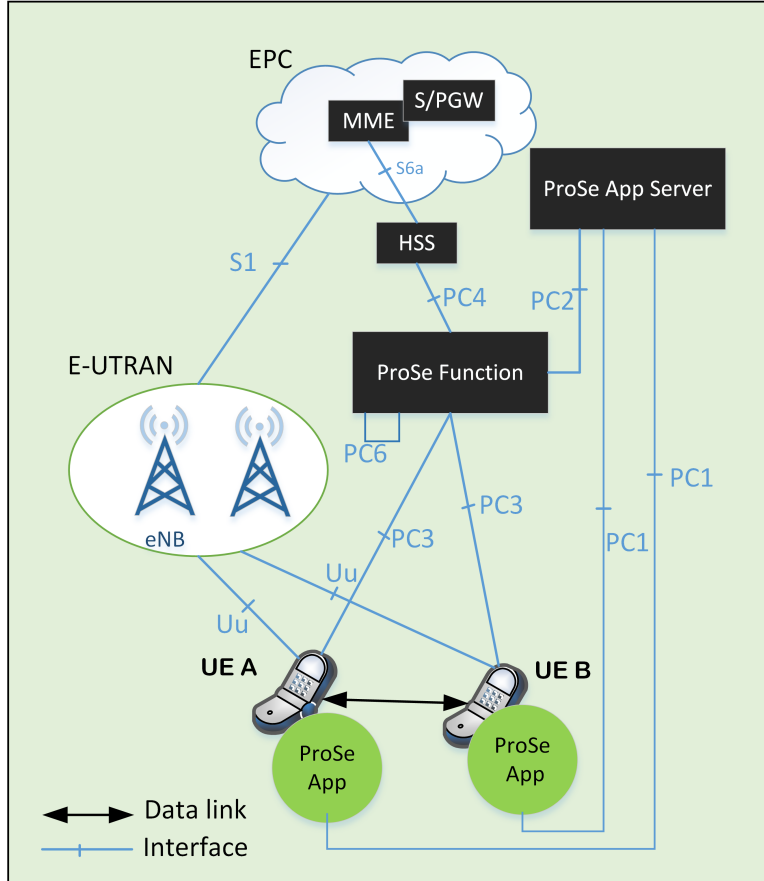 EPC
S/PGW
MME
S6a
ProSe App Server
HSS
S1
PC4
PC2
E-UTRAN
ProSe Function
PC6
PC1
PC3
PC3
eNB
PC1
Uu
Uu
UE A
UE B
ProSe
App
ProSe
App
Data link
Interface